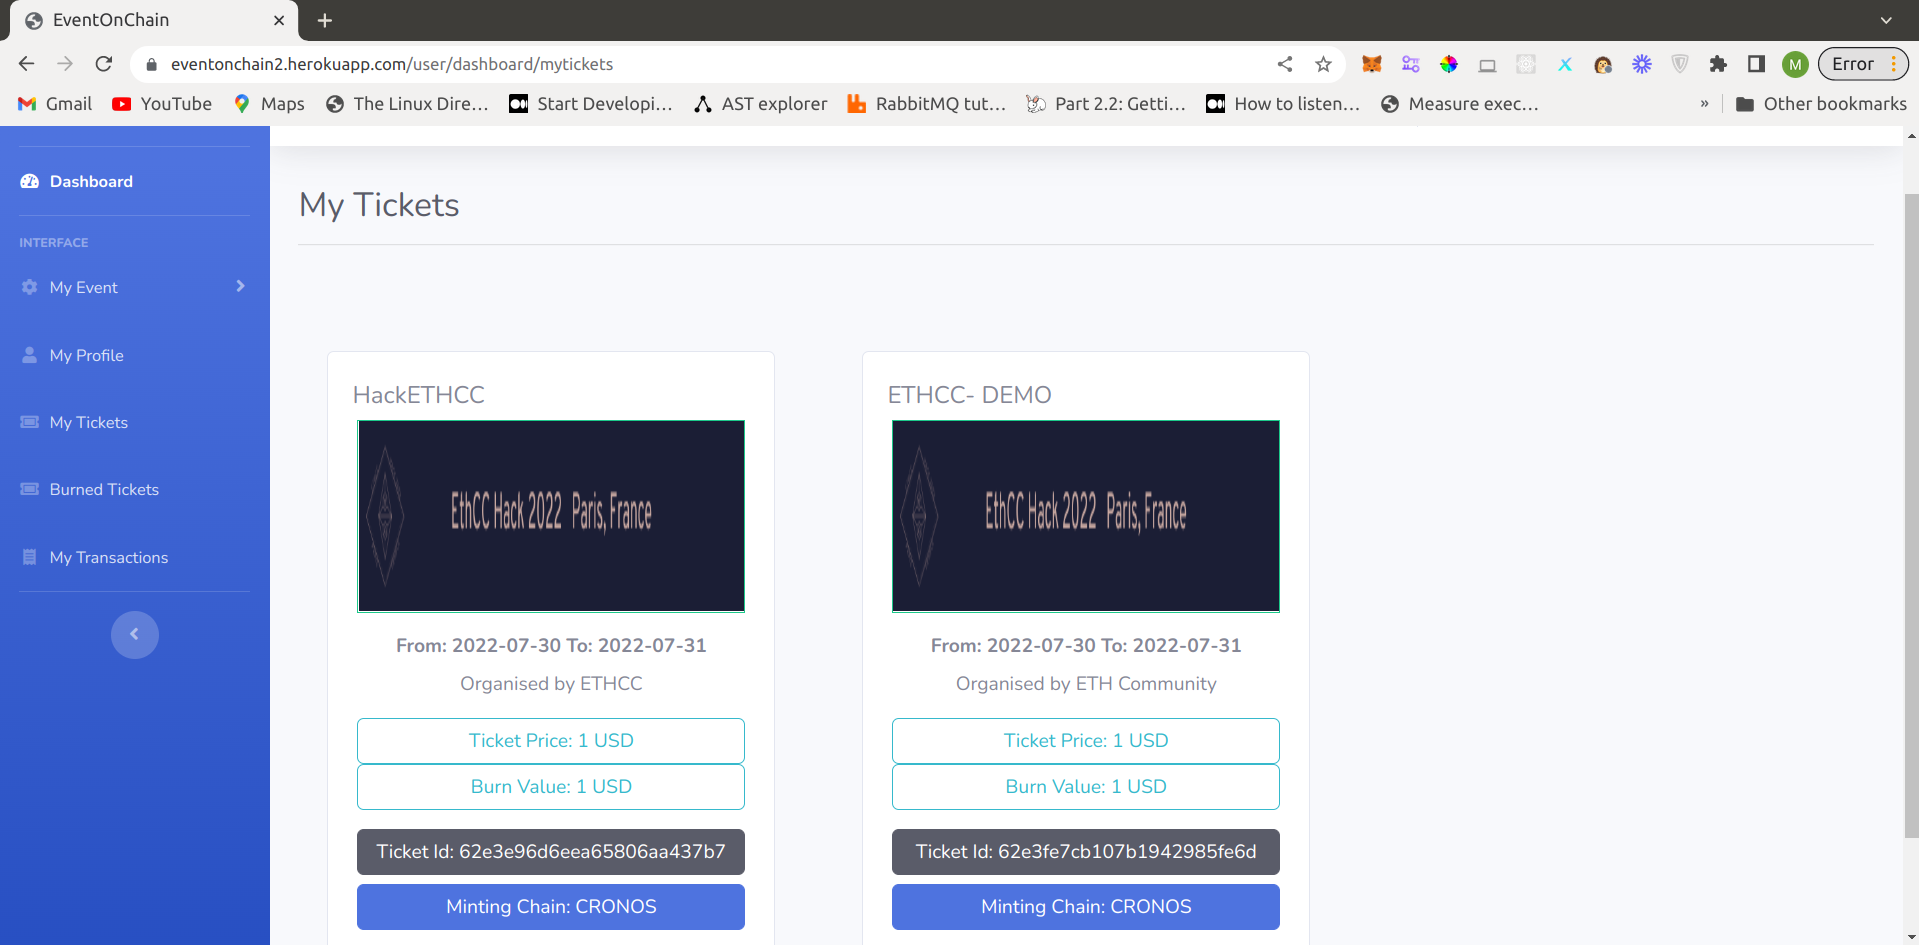 EventOnChain
eventonchain2.herokuapp.com/user/dashboard/mytickets
M
Error
Gmail
YouTube
Maps
The Linux Dire...
Start Developi...
AST explorer
RabbitMQ tut...
Part 2.2: Getti...
How to listen...
Measure exec...
»
Other bookmarks
Dashboard
INTERFACE
My Event
My Profile
My Tickets
Burned Tickets
My Transactions
My Tickets
HackETHCC
EthCC Hack 2022 Paris, France
From: 2022-07-30 To: 2022-07-31
Organised by ETHCC
Ticket Price: 1 USD
Burn Value: 1 USD
Ticket Id: 62e3e96d6eea65806aa437b7
Minting Chain: CRONOS
ETHCC- DEMO
EthCC Hack 2022 Paris, France
From: 2022-07-30 To: 2022-07-31
Organised by ETH Community
Ticket Price: 1 USD
Burn Value: 1 USD
Ticket Id: 62e3fe7cb107b1942985fe6d
Minting Chain: CRONOS